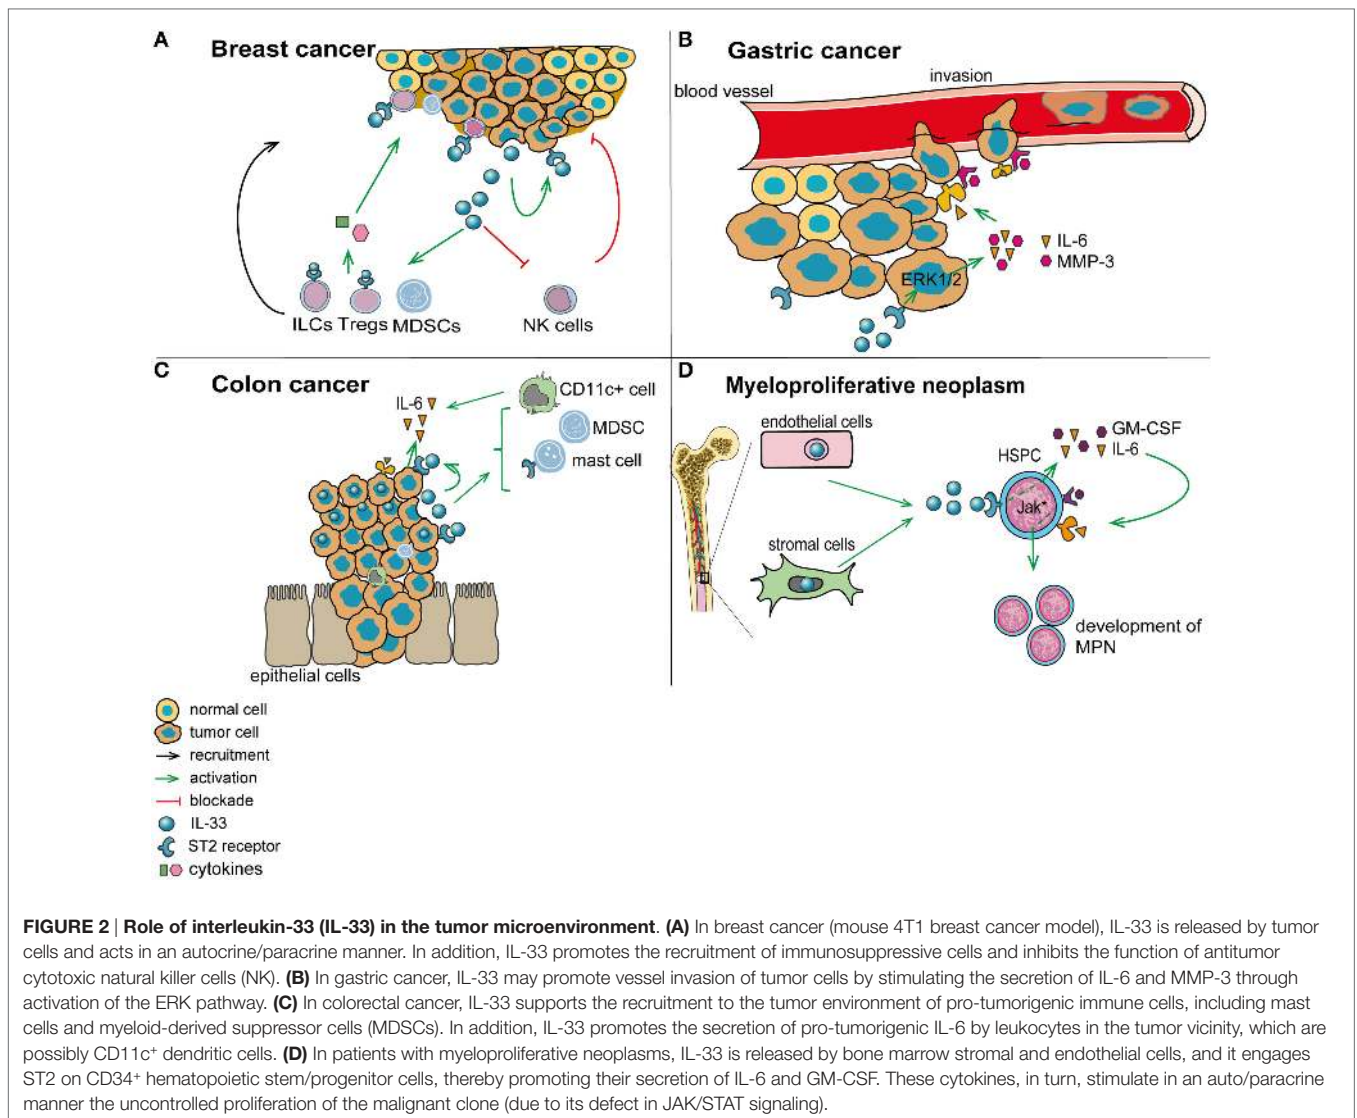 A
Breast cancer
ILCs Tregs MDSCs
NK cells
B
Gastric cancer
invasion
blood vessel
IL-6
MMP-3
ERK1/2
C
Colon cancer
IL-6
CD11c+ cell
MDSC
mast cell
epithelial cells
D
Myeloproliferative neoplasm
endothelial cells
HSPC
GM-CSF
IL-6
Jak*
stromal cells
development of
MPN
normal cell
tumor cell
recruitment
activation
blockade
IL-33
ST2 receptor
cytokines
FIGURE 2 | Role of interleukin-33 (IL-33) in the tumor microenvironment. (A) In breast cancer (mouse 4T1 breast cancer model), IL-33 is released by tumor
cells and acts in an autocrine/paracrine manner. In addition, IL-33 promotes the recruitment of immunosuppressive cells and inhibits the function of antitumor
cytotoxic natural killer cells (NK). (B) In gastric cancer, IL-33 may promote vessel invasion of tumor cells by stimulating the secretion of IL-6 and MMP-3 through
activation of the ERK pathway. (C) In colorectal cancer, IL-33 supports the recruitment to the tumor environment of pro-tumorigenic immune cells, including mast
cells and myeloid-derived suppressor cells (MDSCs). In addition, IL-33 promotes the secretion of pro-tumorigenic IL-6 by leukocytes in the tumor vicinity, which are
possibly CD11c⁺ dendritic cells. (D) In patients with myeloproliferative neoplasms, IL-33 is released by bone marrow stromal and endothelial cells, and it engages
ST2 on CD34⁺ hematopoietic stem/progenitor cells, thereby promoting their secretion of IL-6 and GM-CSF. These cytokines, in turn, stimulate in an auto/paracrine
manner the uncontrolled proliferation of the malignant clone (due to its defect in JAK/STAT signaling).